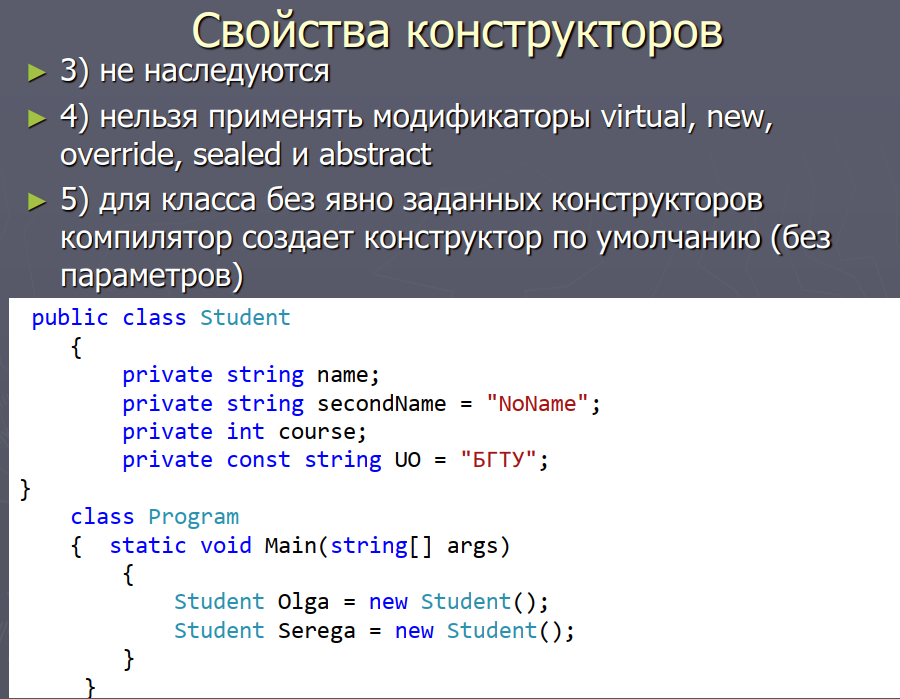 Свойства конструкторов
► 3) не наследуются
► 4) нельзя применять модификаторы virtual, new,
override, sealed и abstract
► 5) для класса без явно заданных конструкторов
компилятор создает конструктор по умолчанию (без
параметров)
public class Student
{
private string name;
private string secondName = "NoName";
private int course;
private const string UO = "БГТУ";
}
class Program
{ static void Main(string[] args)
{
Student Olga = new Student();
Student Serega = new Student();
}
}